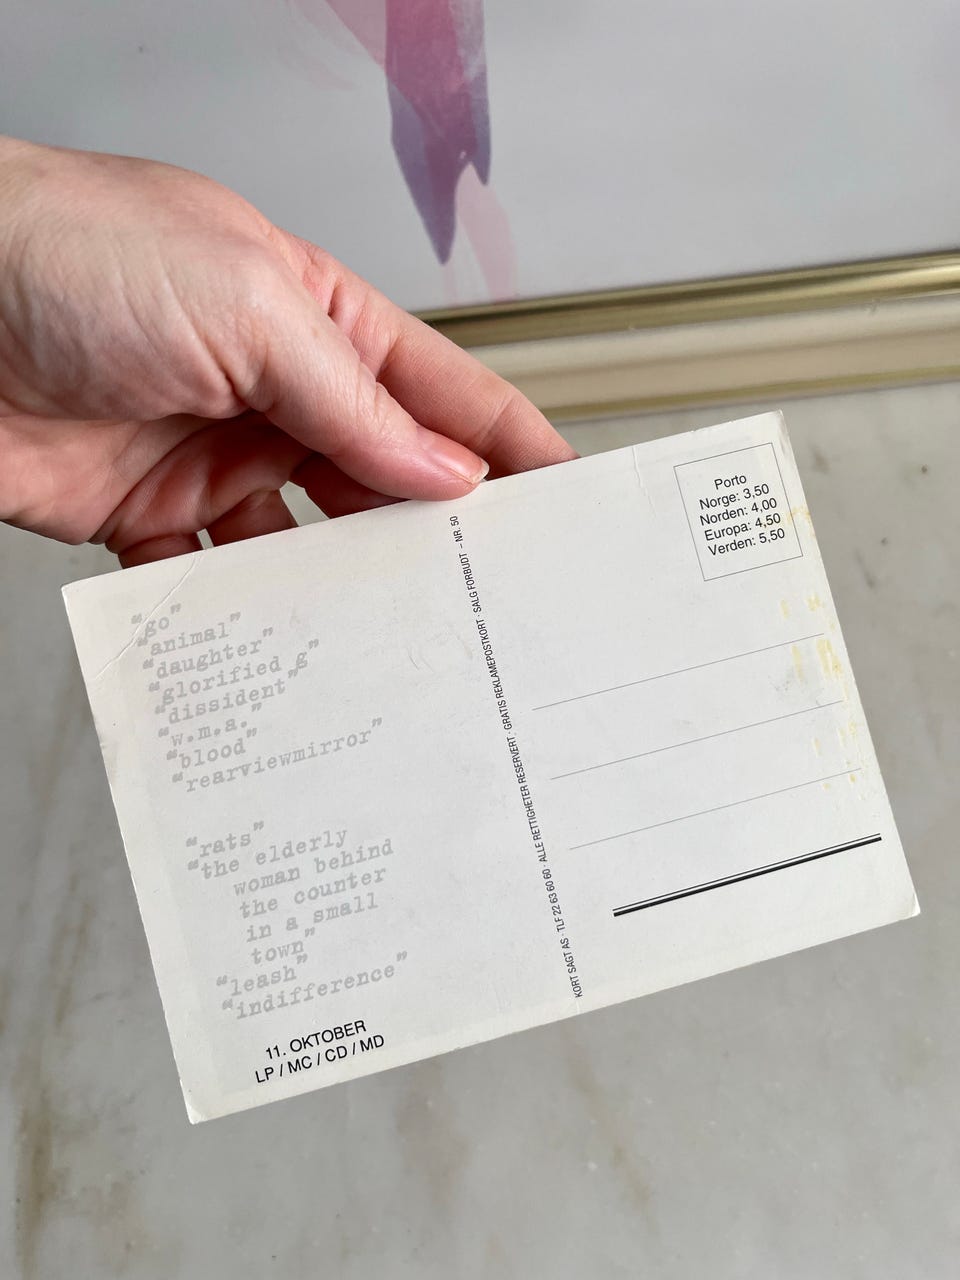 “go”
“animal”
“daughter”
“glorified g”
“dissident”
“w.m.a.”
“blood”
“rearviewmirror”
“rats”
“the elderly
woman behind
the counter
in a small
town”
“leash”
“indifference”
11. OKTOBER
LP / MC / CD / MD
KORT SAGT AS · TLF 22 63 60 60 · ALLE RETTIGHETER RESERVERT · GRATIS REKLAMEPOSTKORT · SALG FORBUDT – NR. 50
Porto
Norge: 3,50
Norden: 4,00
Europa: 4,50
Verden: 5,50